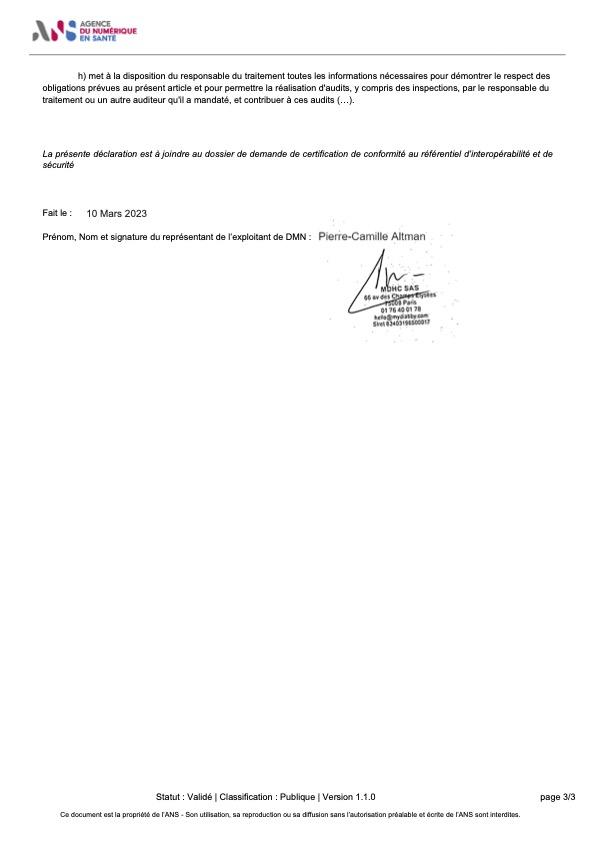 AGENCE
DU NUMÉRIQUE
EN SANTÉ
h) met à la disposition du responsable du traitement toutes les informations nécessaires pour démontrer le respect des
obligations prévues au présent article et pour permettre la réalisation d'audits, y compris des inspections, par le responsable du
traitement ou un autre auditeur qu'il a mandaté, et contribuer à ces audits (…).
La présente déclaration est à joindre au dossier de demande de certification de conformité au référentiel d'interopérabilité et de
sécurité
Fait le : 10 Mars 2023
Prénom, Nom et signature du représentant de l'exploitant de DMN : Pierre-Camille Altman
MDHC SAS
66 av des Champs Elysées
75008 Paris
01 76 40 01 78
hello@mydiabby.com
Siret
Statut : Validé | Classification : Publique | Version 1.1.0
page 3/3
Ce document est la propriété de l'ANS - Son utilisation, sa reproduction ou sa diffusion sans l'autorisation préalable et écrite de l'ANS sont interdites.